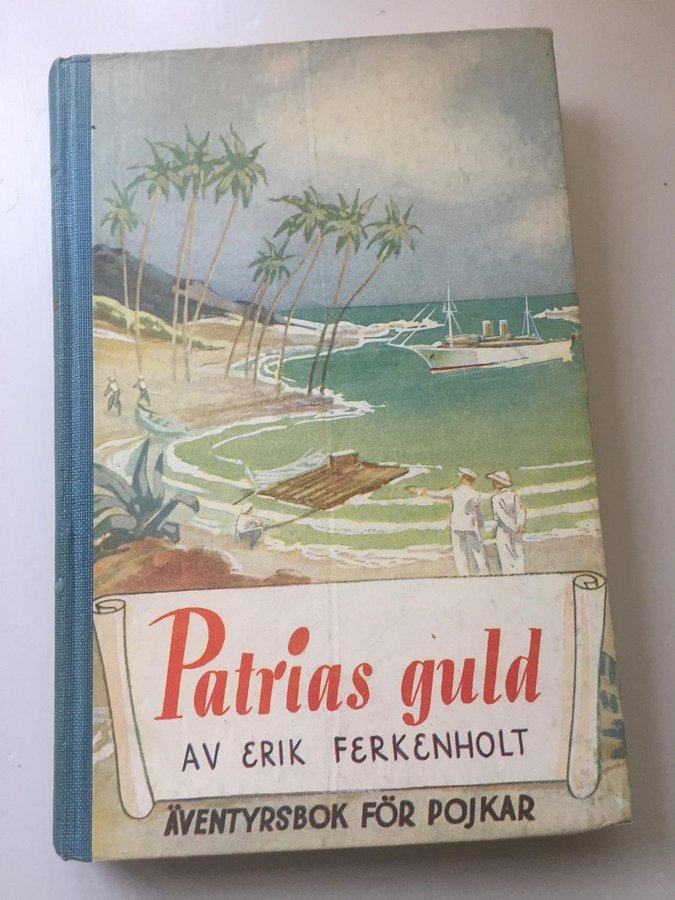 Patrias guld
AV ERIK FERKENHOLT
ÄVENTYRSBOK FÖR POJKAR